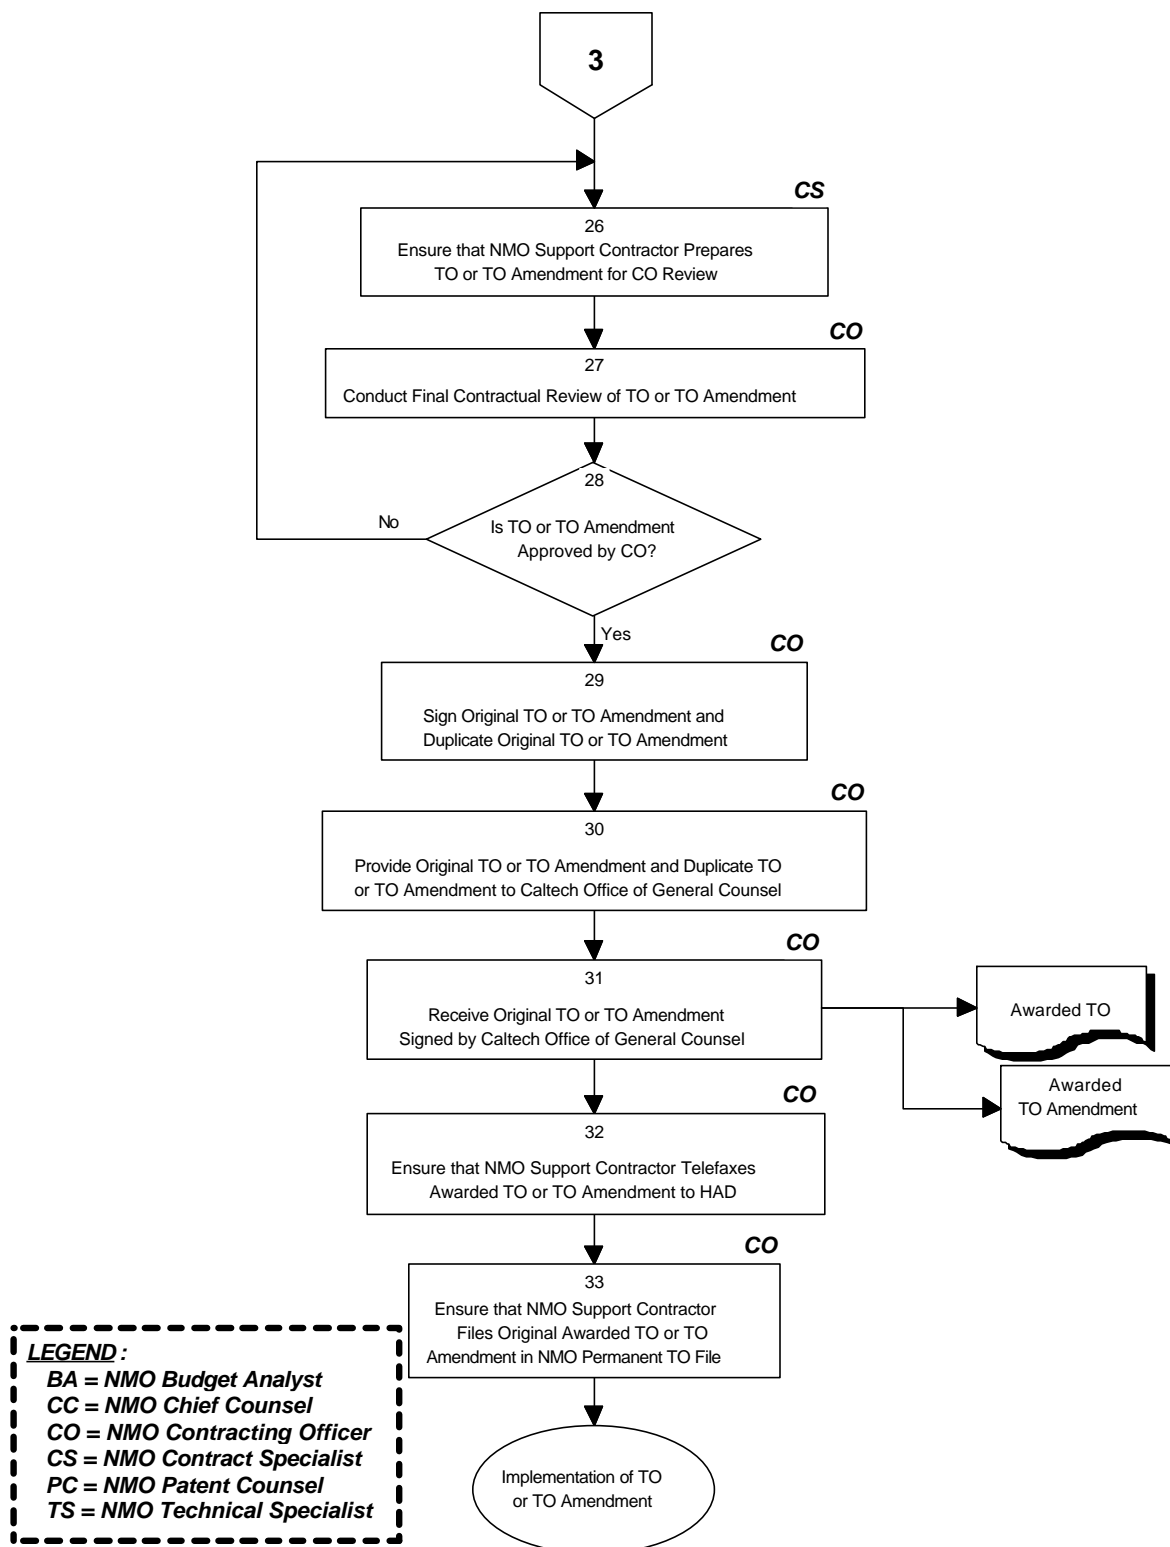 3
CS
26
Ensure that NMO Support Contractor Prepares
TO or TO Amendment for CO Review
CO
27
Conduct Final Contractual Review of TO or TO Amendment
28
Is TO or TO Amendment
Approved by CO?
No
Yes
CO
29
Sign Original TO or TO Amendment and
Duplicate Original TO or TO Amendment
CO
30
Provide Original TO or TO Amendment and Duplicate TO
or TO Amendment to Caltech Office of General Counsel
CO
31
Receive Original TO or TO Amendment
Signed by Caltech Office of General Counsel
Awarded TO
Awarded
TO Amendment
CO
32
Ensure that NMO Support Contractor Telefaxes
Awarded TO or TO Amendment to HAD
CO
33
Ensure that NMO Support Contractor
Files Original Awarded TO or TO
Amendment in NMO Permanent TO File
Implementation of TO
or TO Amendment
LEGEND :
BA = NMO Budget Analyst
CC = NMO Chief Counsel
CO = NMO Contracting Officer
CS = NMO Contract Specialist
PC = NMO Patent Counsel
TS = NMO Technical Specialist